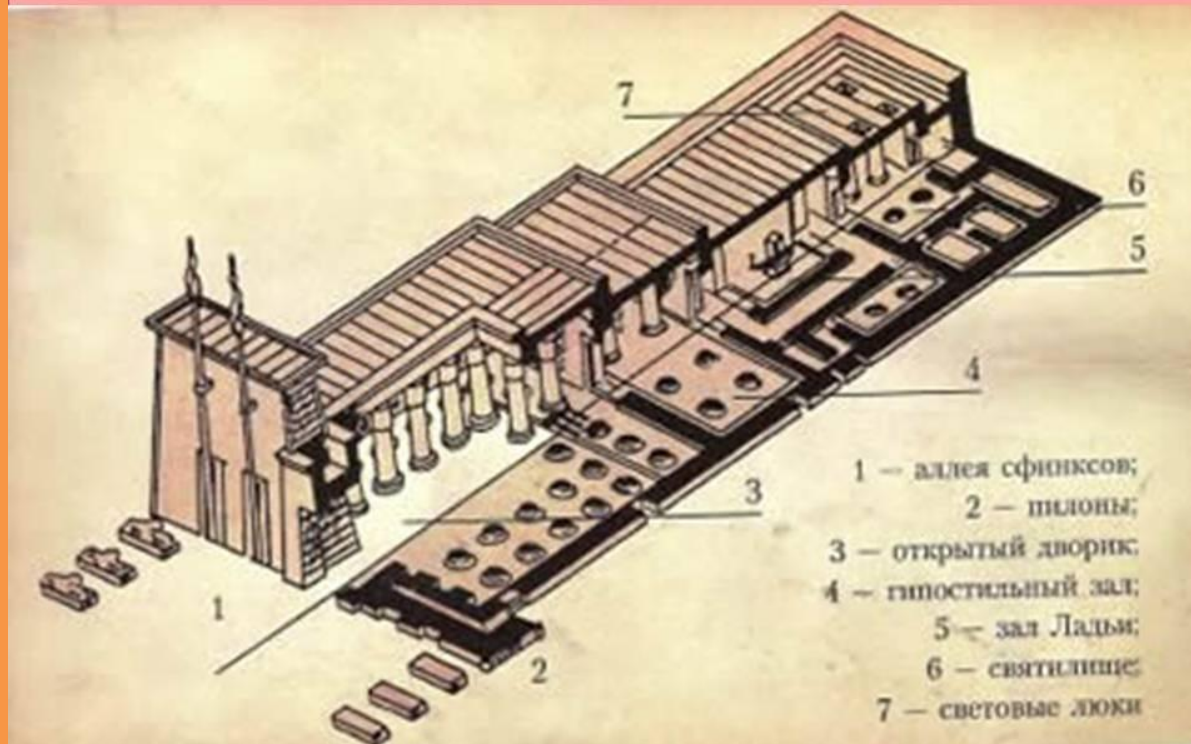 7
6
5
4
3
1
2
1 — аллея сфинксов;
2 — пилоны;
3 — открытый дворик;
4 — гипостильный зал;
5 — зал Ладьи;
6 — святилище;
7 — световые люки